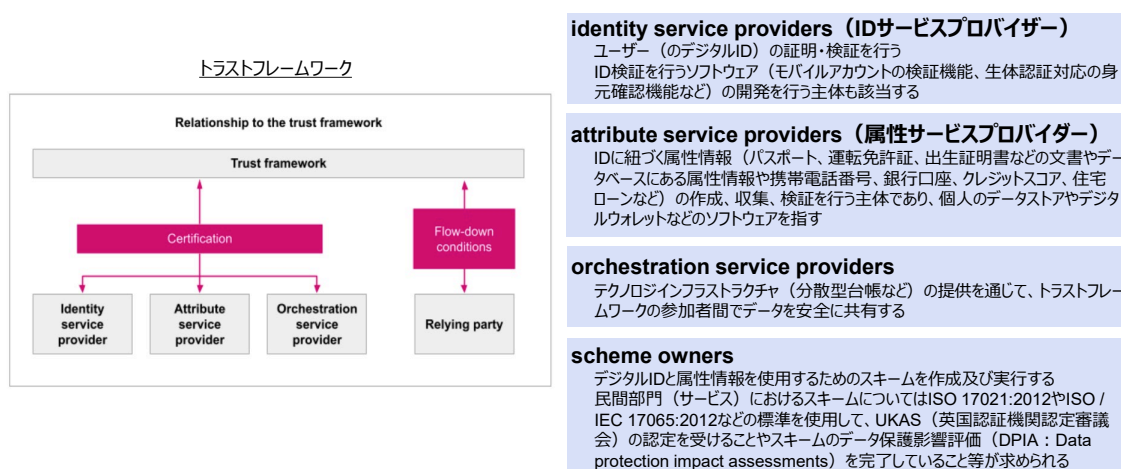 トラストフレームワーク
Relationship to the trust framework
Trust framework
Certification
Flow-down
conditions
Identity
service
provider
Attribute
service
provider
Orchestration
service
provider
Relying party
identity service providers（IDサービスプロバイザー）
ユーザー（のデジタルID）の証明・検証を行う
ID検証を行うソフトウェア（モバイルアカウントの検証機能、生体認証対応の身
元確認機能など）の開発を行う主体も該当する
attribute service providers（属性サービスプロバイダー）
IDに紐づく属性情報（パスポート、運転免許証、出生証明書などの文書やデー
タベースにある属性情報や携帯電話番号、銀行口座、クレジットスコア、住宅
ローンなど）の作成、収集、検証を行う主体であり、個人のデータストアやデジタ
ルウォレットなどのソフトウェアを指す
orchestration service providers
テクノロジインフラストラクチャ（分散型台帳など）の提供を通じて、トラストフレー
ムワークの参加者間でデータを安全に共有する
scheme owners
デジタルIDと属性情報を使用するためのスキームを作成及び実行する
民間部門（サービス）におけるスキームについてはISO 17021:2012やISO /
IEC 17065:2012などの標準を使用して、UKAS（英国認証機関認定審議
会）の認定を受けることやスキームのデータ保護影響評価（DPIA：Data
protection impact assessments）を完了していること等が求められる